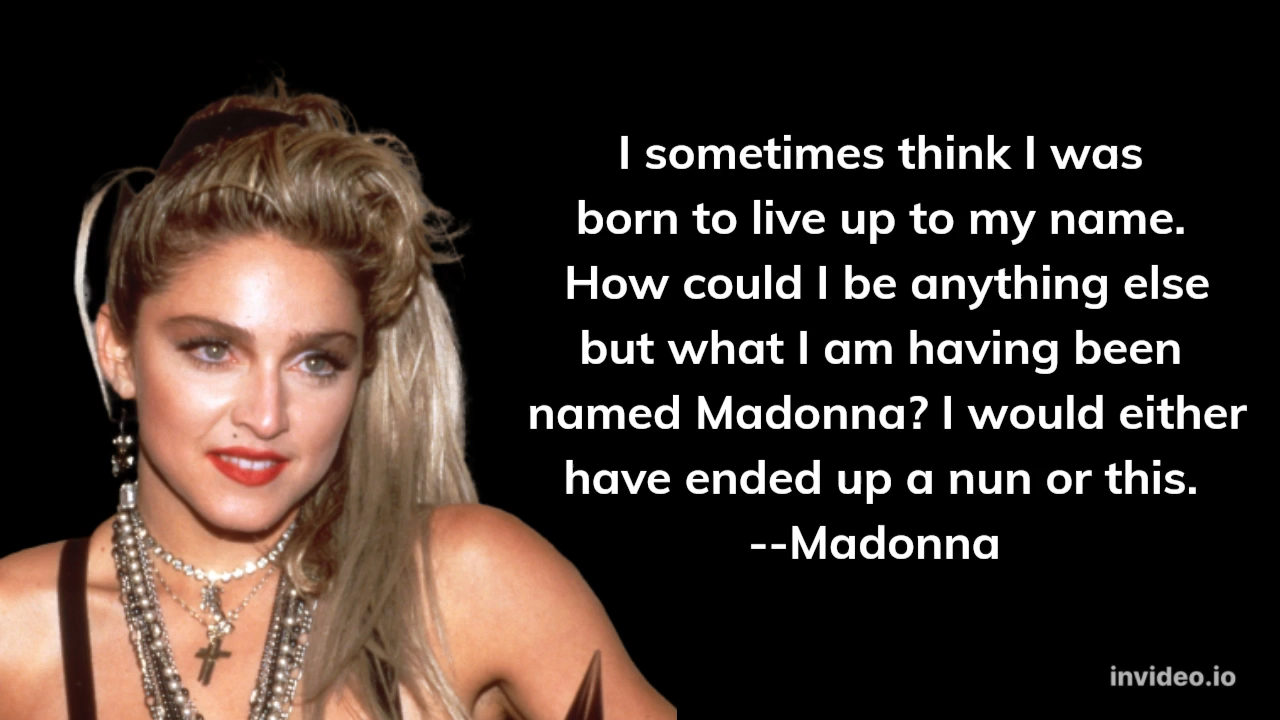 I sometimes think I was
born to live up to my name.
How could I be anything else
but what I am having been
named Madonna? I would either
have ended up a nun or this.
--Madonna
invideo.io